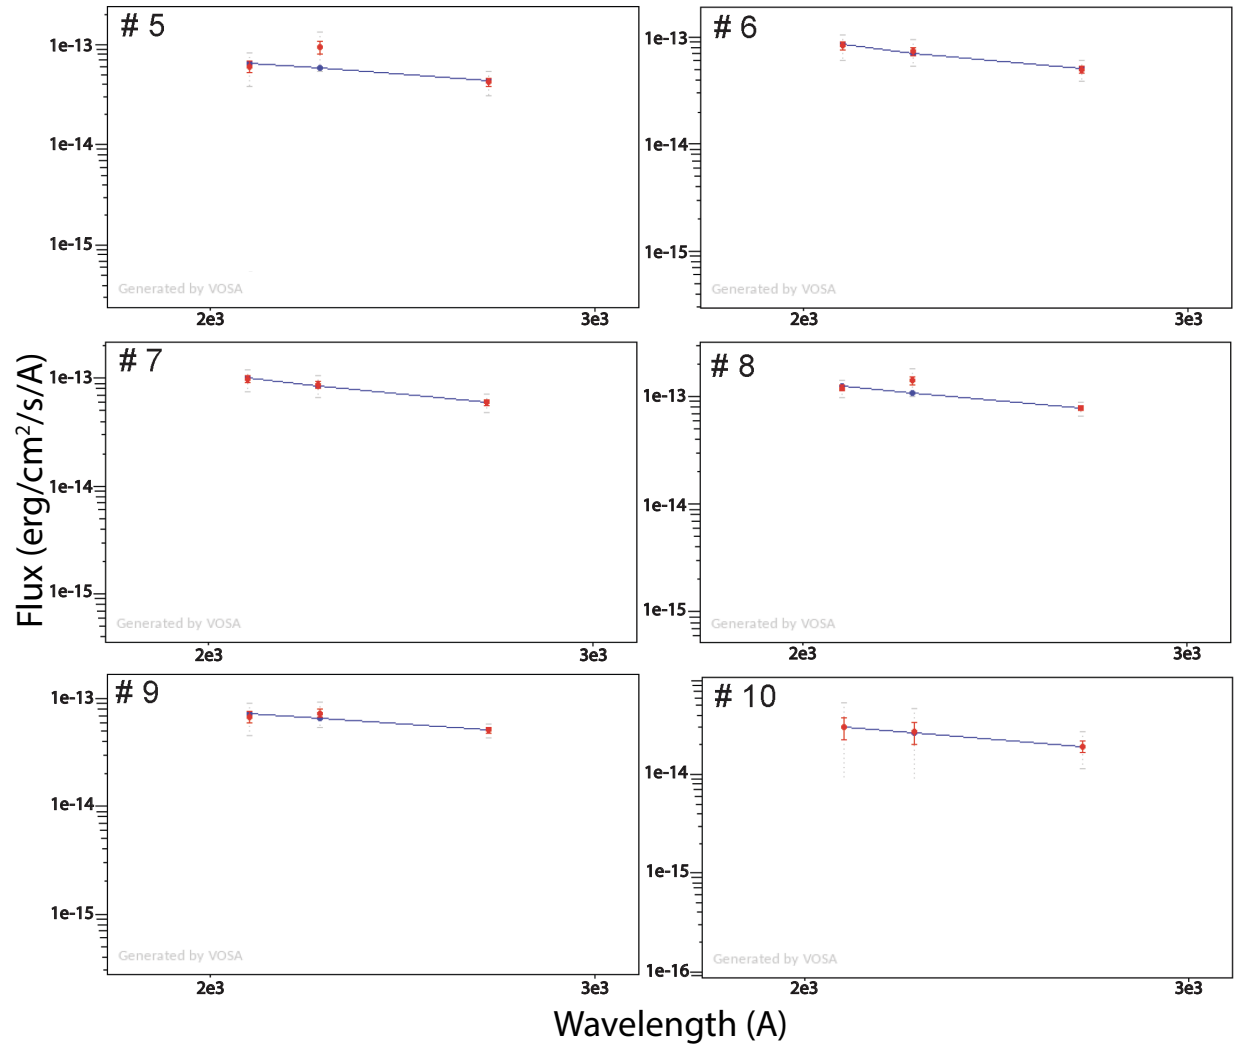 # 5
1e-13
1e-14
1e-15
Generated by VOSA
2e3 3e3
# 6
1e-13
1e-14
1e-15
Generated by VOSA
2e3 3e3
# 7
1e-13
1e-14
1e-15
Generated by VOSA
2e3 3e3
# 8
1e-13
1e-14
1e-15
Generated by VOSA
2e3 3e3
# 9
1e-13
1e-14
1e-15
Generated by VOSA
2e3 3e3
# 10
1e-14
1e-15
1e-16
Generated by VOSA
2e3 3e3
Flux (erg/cm²/s/A)
Wavelength (A)